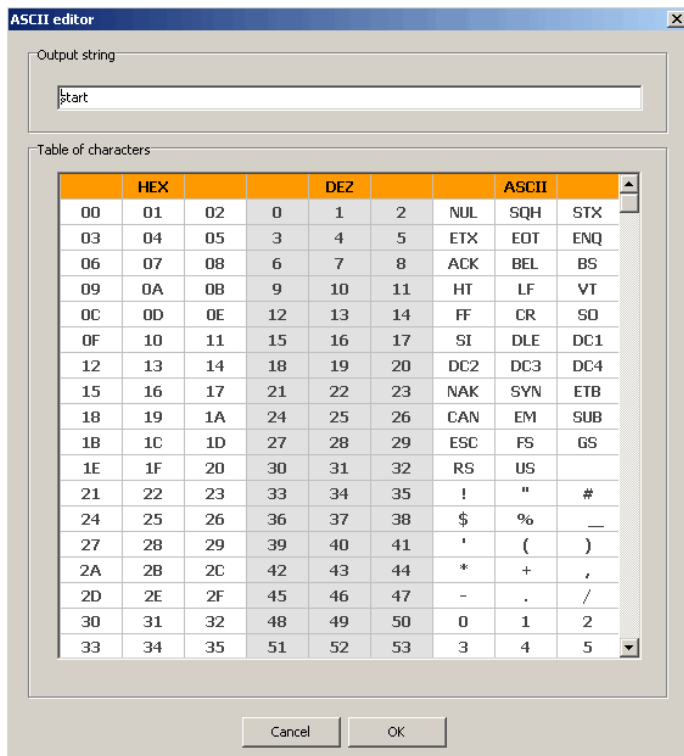 ASCII editor
Output string
start
Table of characters
HEX DEZ ASCII
00 01 02 0 1 2 NUL SQH STX
03 04 05 3 4 5 ETX EOT ENQ
06 07 08 6 7 8 ACK BEL BS
09 0A 0B 9 10 11 HT LF VT
0C 0D 0E 12 13 14 FF CR SO
0F 10 11 15 16 17 SI DLE DC1
12 13 14 18 19 20 DC2 DC3 DC4
15 16 17 21 22 23 NAK SYN ETB
18 19 1A 24 25 26 CAN EM SUB
1B 1C 1D 27 28 29 ESC FS GS
1E 1F 20 30 31 32 RS US
21 22 23 33 34 35 ! " #
24 25 26 36 37 38 $ % _
27 28 29 39 40 41 ' ( )
2A 2B 2C 42 43 44 * + ,
2D 2E 2F 45 46 47 - . /
30 31 32 48 49 50 0 1 2
33 34 35 51 52 53 3 4 5
Cancel OK